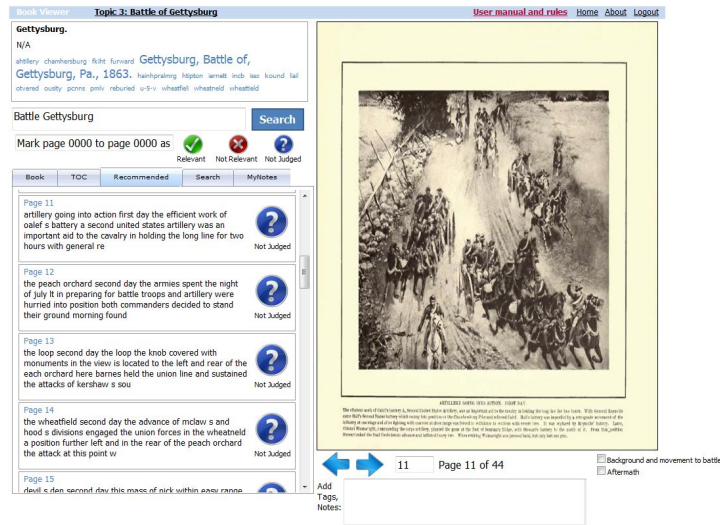 Book Viewer Topic 3: Battle of Gettysburg User manual and rules Home About Logout
Gettysburg.
N/A
ahtillery chamhersburg fkiht furward Gettysburg, Battle of,
Gettysburg, Pa., 1863. hainhpralmrg htipton iarnett incb iseo kound liail
otvered ousity pcnns pmlv reburied u-5-v wheatfiell wheatneld wheattield
Battle Gettysburg Search
Mark page 0000 to page 0000 as
Relevant Not Relevant Not Judged
Book TOC Recommended Search MyNotes
Page 11
artillery going into action first day the efficient work of
oalef s battery a second united states artillery was an
important aid to the cavalry in holding the long line for two
hours with general re
Not Judged
Page 12
the peach orchard second day the armies spent the night
of july lt in preparing for battle troops and artillery were
hurried into position both commanders decided to stand
their ground morning found
Not Judged
Page 13
the loop second day the loop the knob covered with
monuments in the view is located to the left and rear of the
each orchard here barnes held the union line and sustained
the attacks of kershaw s sou
Not Judged
Page 14
the wheatfield second day the advance of mclaw s and
hood s divisions engaged the union forces in the wheatneld
a position further left and in the rear of the peach orchard
the attack at this point w
Not Judged
Page 15
devil s den second day this mass of nick within easy range
ARTILLERY GOING INTO ACTION. FIRST DAY.
11 Page 11 of 44
Background and movement to battle
Aftermath
Add
Tags,
Notes: